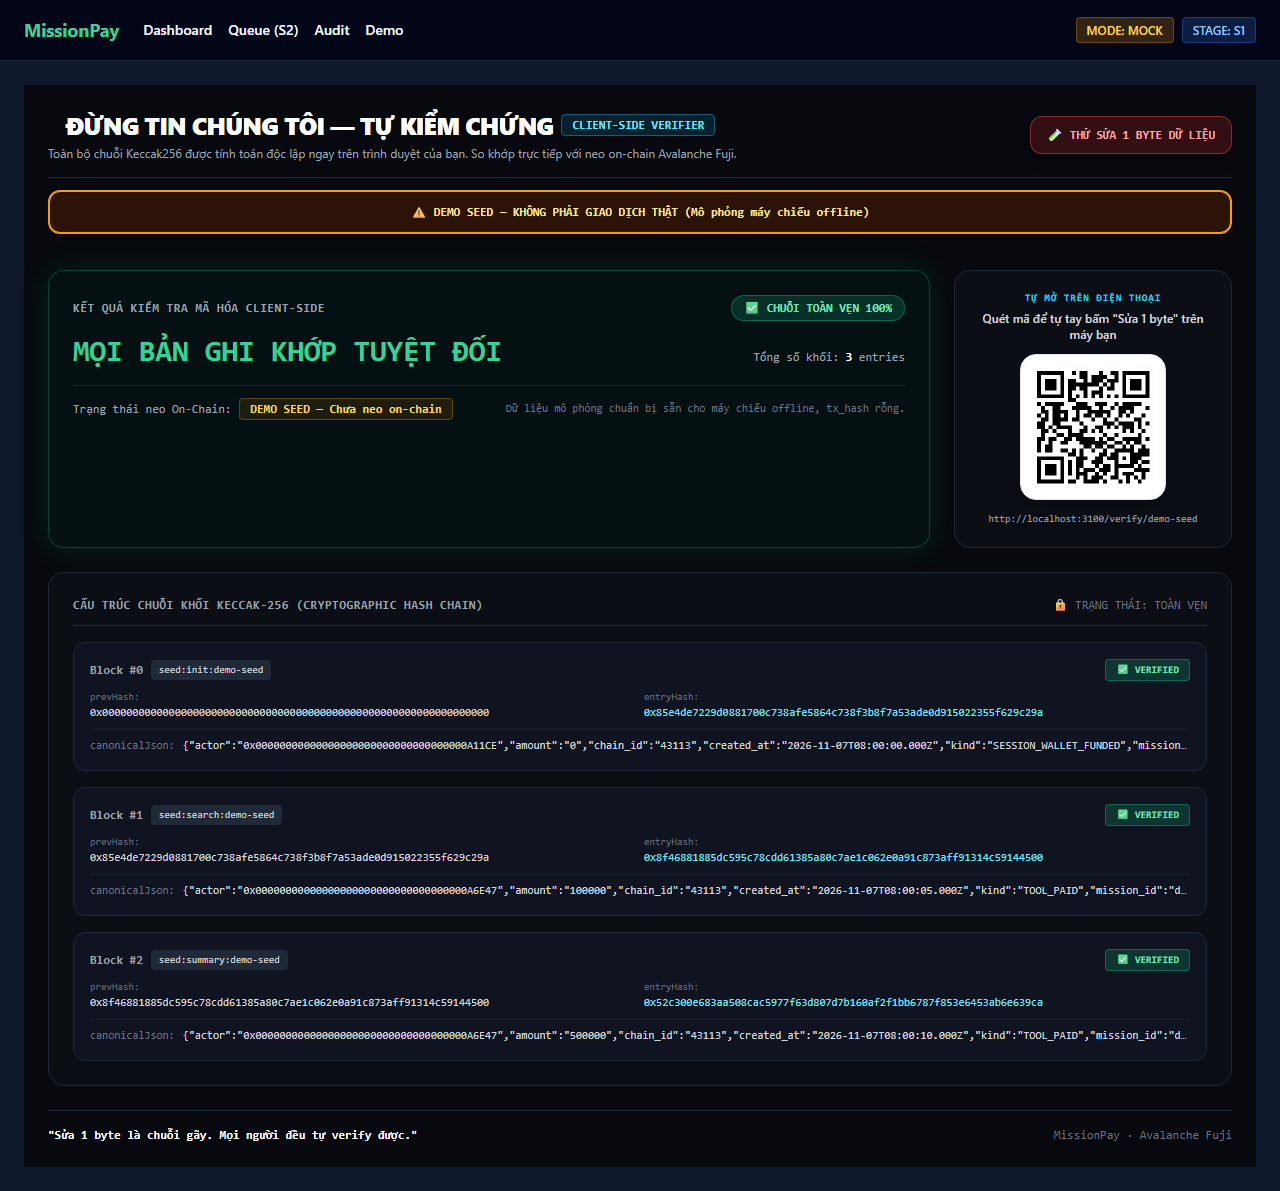 MissionPay Dashboard Queue (S2) Audit Demo MODE: MOCK STAGE: S1
ĐỪNG TIN CHÚNG TÔI — TỰ KIỂM CHỨNG CLIENT-SIDE VERIFIER
Toàn bộ chuỗi Keccak256 được tính toán độc lập ngay trên trình duyệt của bạn. So khớp trực tiếp với neo on-chain Avalanche Fuji.
THỬ SỬA 1 BYTE DỮ LIỆU
DEMO SEED — KHÔNG PHẢI GIAO DỊCH THẬT (Mô phỏng máy chiếu offline)
KẾT QUẢ KIỂM TRA MÃ HÓA CLIENT-SIDE
CHUỖI TOÀN VẸN 100%
MỌI BẢN GHI KHỚP TUYỆT ĐỐI
Tổng số khối: 3 entries
Trạng thái neo On-Chain: DEMO SEED — Chưa neo on-chain
Dữ liệu mô phỏng chuẩn bị sẵn cho máy chiếu offline, tx_hash rỗng.
TỰ MỞ TRÊN ĐIỆN THOẠI
Quét mã để tự tay bấm "Sửa 1 byte" trên
máy bạn
http://localhost:3100/verify/demo-seed
CẤU TRÚC CHUỖI KHỐI KECCAK-256 (CRYPTOGRAPHIC HASH CHAIN)
TRẠNG THÁI: TOÀN VẸN
Block #0 seed:init:demo-seed
VERIFIED
prevHash:
0x0000000000000000000000000000000000000000000000000000000000000000
entryHash:
0x85e4de7229d0881700c738afe5864c738f3b8f7a53ade0d915022355f629c29a
canonicalJson: {"actor":"0x00000000000000000000000000000000000A11CE","amount":"0","chain_id":"43113","created_at":"2026-11-07T08:00:00.000Z","kind":"SESSION_WALLET_FUNDED","mission…
Block #1 seed:search:demo-seed
VERIFIED
prevHash:
0x85e4de7229d0881700c738afe5864c738f3b8f7a53ade0d915022355f629c29a
entryHash:
0x8f46881885dc595c78cdd61385a80c7ae1c062e0a91c873aff91314c59144500
canonicalJson: {"actor":"0x00000000000000000000000000000000000A6E47","amount":"100000","chain_id":"43113","created_at":"2026-11-07T08:00:05.000Z","kind":"TOOL_PAID","mission_id":"d…
Block #2 seed:summary:demo-seed
VERIFIED
prevHash:
0x8f46881885dc595c78cdd61385a80c7ae1c062e0a91c873aff91314c59144500
entryHash:
0x52c300e683aa508cac5977f63d807d7b160af2f1bb6787f853e6453ab6e639ca
canonicalJson: {"actor":"0x00000000000000000000000000000000000A6E47","amount":"500000","chain_id":"43113","created_at":"2026-11-07T08:00:10.000Z","kind":"TOOL_PAID","mission_id":"d…
"Sửa 1 byte là chuỗi gãy. Mọi người đều tự verify được."
MissionPay · Avalanche Fuji